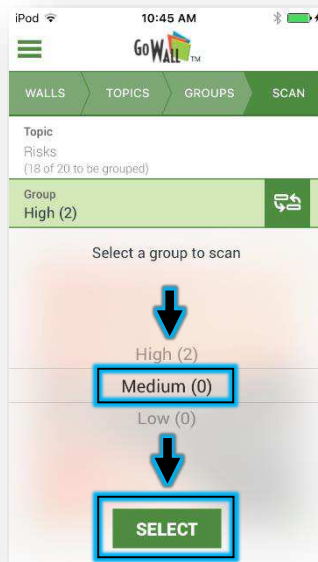 iPod 10:45 AM
GoWALL TM
WALLS TOPICS GROUPS SCAN
Topic
Risks
(18 of 20 to be grouped)
Group
High (2)
Select a group to scan
High (2)
Medium (0)
Low (0)
SELECT